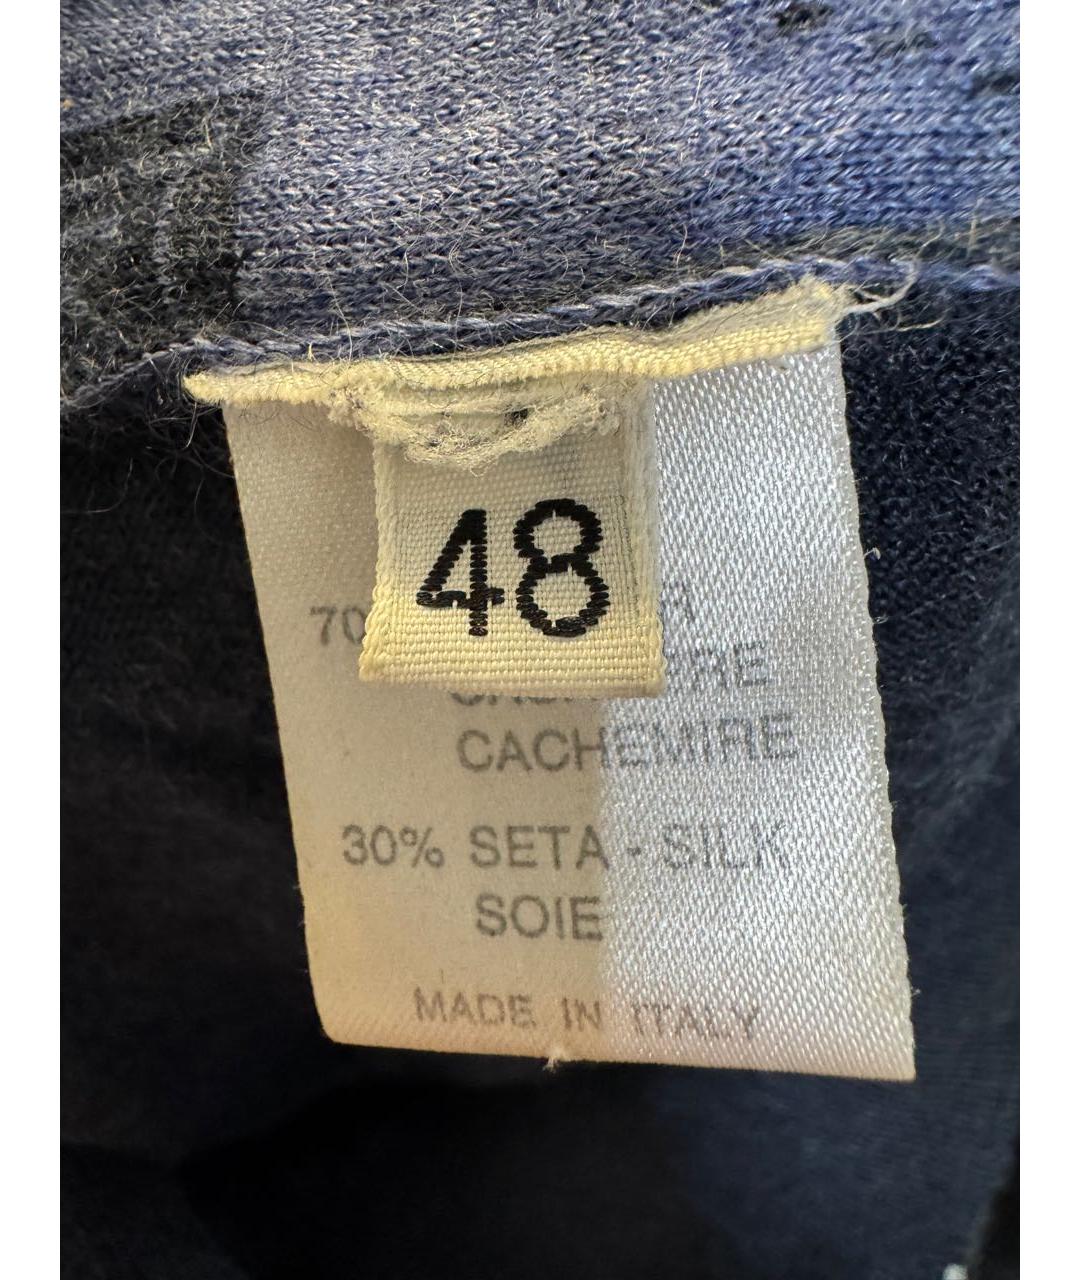 48
70
CACHEMIRE
30% SETA - SILK
SOIE
MADE IN ITALY